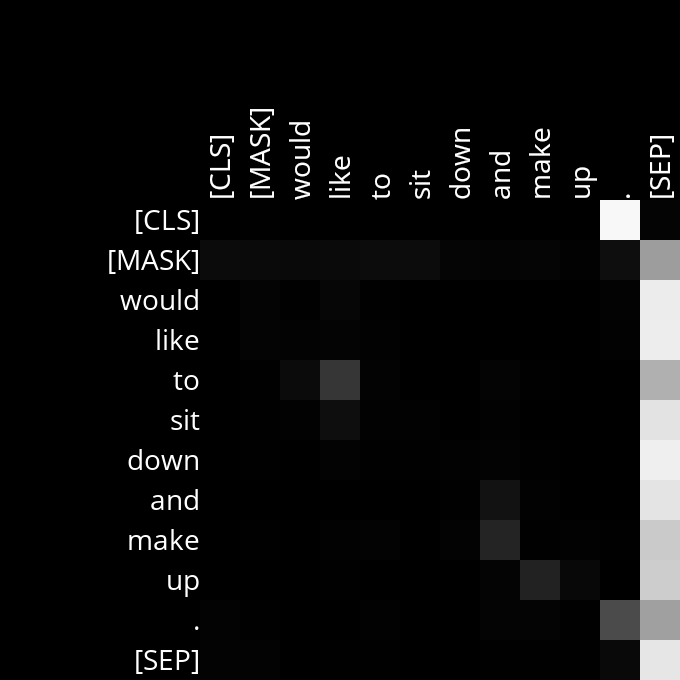 [CLS] [MASK] would like to sit down and make up . [SEP]
[CLS]
[MASK]
would
like
to
sit
down
and
make
up
.
[SEP]